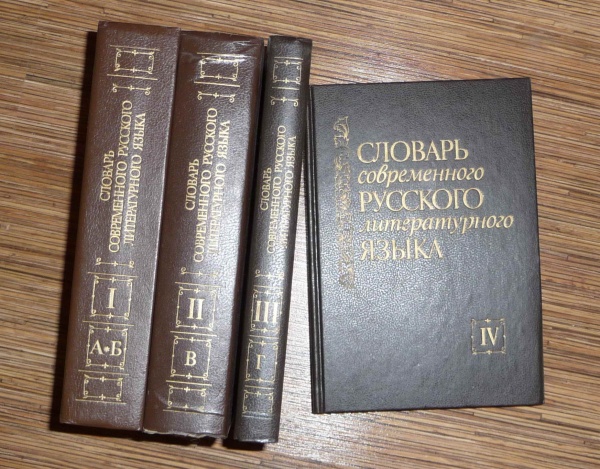 СЛОВАРЬ
СОВРЕМЕННОГО РУССКОГО
ЛИТЕРАТУРНОГО ЯЗЫКА
I
А•Б
СЛОВАРЬ
СОВРЕМЕННОГО РУССКОГО
ЛИТЕРАТУРНОГО ЯЗЫКА
II
В
СЛОВАРЬ
СОВРЕМЕННОГО РУССКОГО
ЛИТЕРАТУРНОГО ЯЗЫКА
III
Г
СЛОВАРЬ
современного
РУССКОГО
литературного
ЯЗЫКА
IV